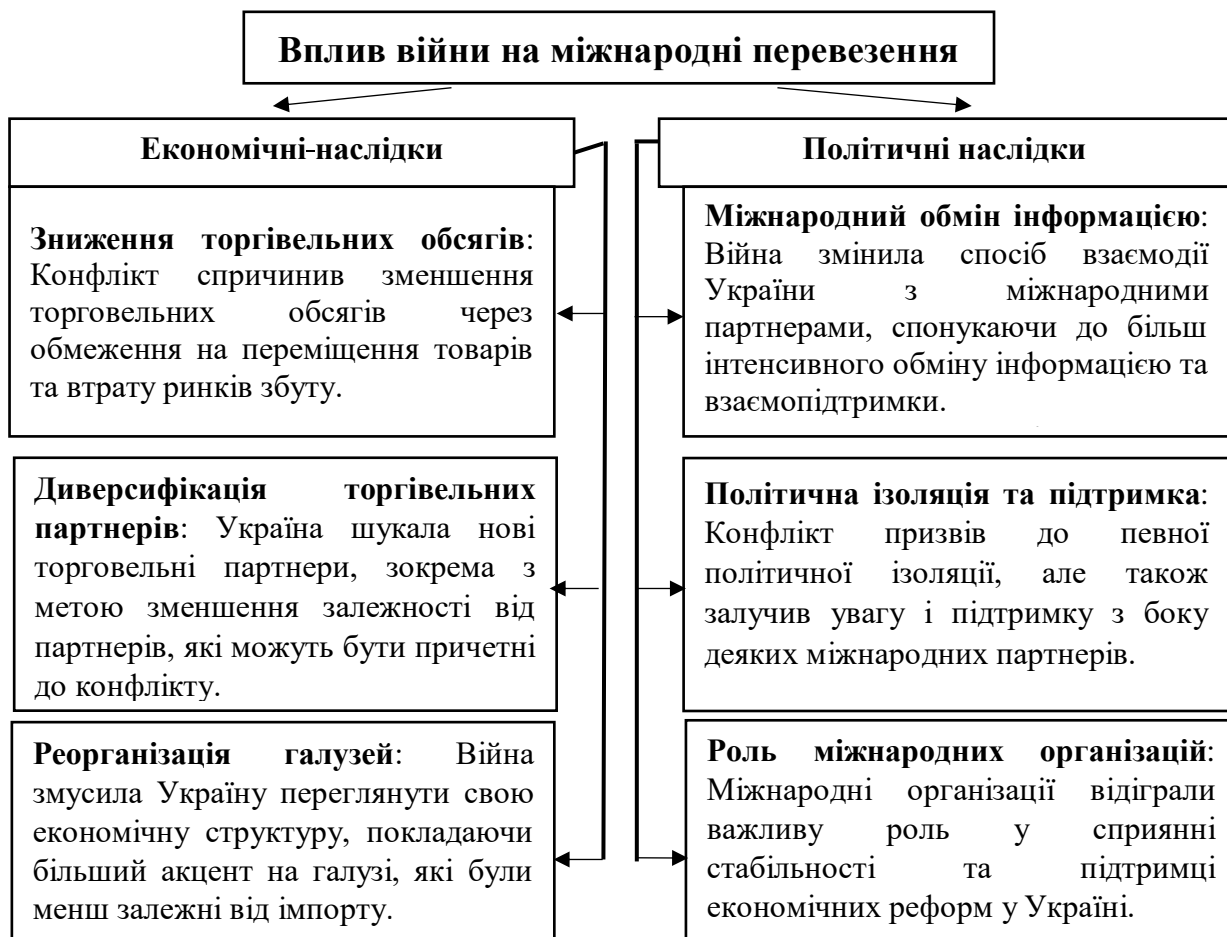 Вплив війни на міжнародні перевезення
Економічні-наслідки
Зниження торгівельних обсягів:
Конфлікт спричинив зменшення
торговельних обсягів через
обмеження на переміщення товарів
та втрату ринків збуту.
Диверсифікація торгівельних
партнерів: Україна шукала нові
торговельні партнери, зокрема з
метою зменшення залежності від
партнерів, які можуть бути причетні
до конфлікту.
Реорганізація галузей: Війна
змусила Україну переглянути свою
економічну структуру, покладаючи
більший акцент на галузі, які були
менш залежні від імпорту.
Політичні наслідки
Міжнародний обмін інформацією:
Війна змінила спосіб взаємодії
України з міжнародними
партнерами, спонукаючи до більш
інтенсивного обміну інформацією та
взаємопідтримки.
Політична ізоляція та підтримка:
Конфлікт призвів до певної
політичної ізоляції, але також
залучив увагу і підтримку з боку
деяких міжнародних партнерів.
Роль міжнародних організацій:
Міжнародні організації відіграли
важливу роль у сприянні
стабільності та підтримці
економічних реформ у Україні.